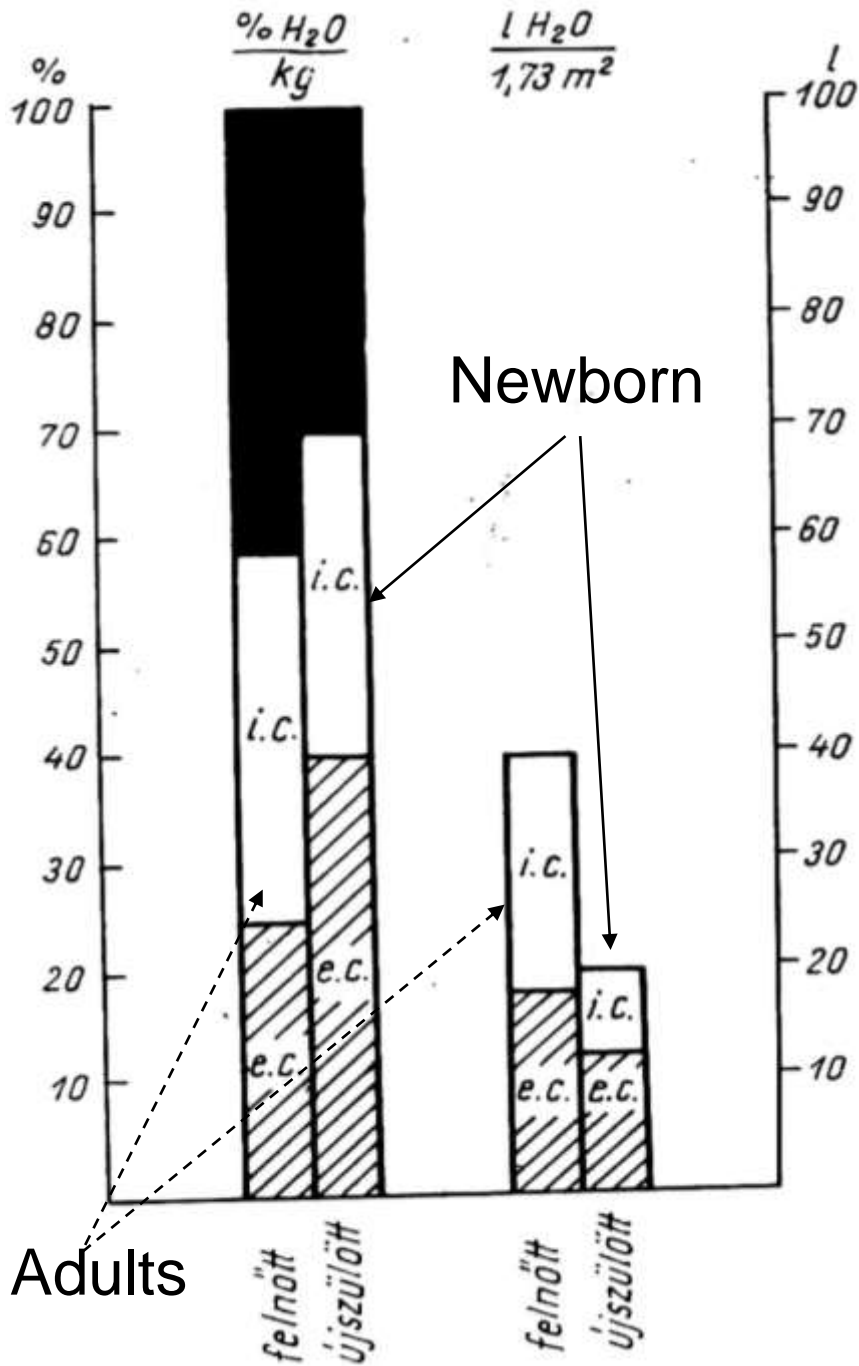 % H₂O
kg
l H₂O
1,73 m²
%
l
100
90
80
70
60
50
40
30
20
10
100
90
80
70
60
50
40
30
20
10
Newborn
i.c.
i.c.
e.c.
e.c.
i.c.
i.c.
e.c.
e.c.
Adults
felnőtt
újszülött
felnőtt
újszülött